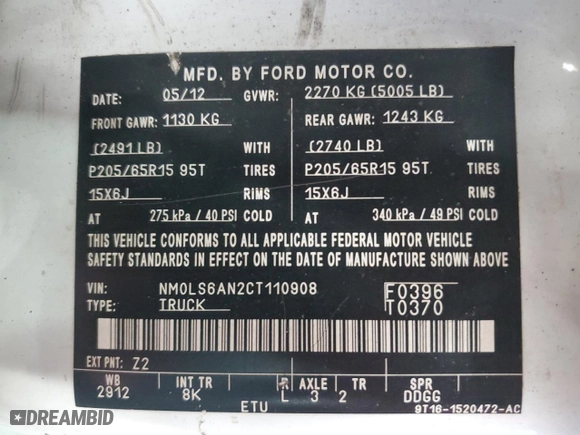 MFD. BY FORD MOTOR CO.
DATE: 05/12 GVWR: 2270 KG (5005 LB)
FRONT GAWR: 1130 KG REAR GAWR: 1243 KG
(2491 LB) WITH (2740 LB) WITH
P205/65R15 95T TIRES P205/65R15 95T TIRES
15X6J RIMS 15X6J RIMS
AT 275 kPa / 40 PSI COLD AT 340 kPa / 49 PSI COLD
THIS VEHICLE CONFORMS TO ALL APPLICABLE FEDERAL MOTOR VEHICLE
SAFETY STANDARDS IN EFFECT ON THE DATE OF MANUFACTURE SHOWN ABOVE
VIN: NM0LS6AN2CT110908 F0396
TYPE: TRUCK T0370
EXT PNT: Z2
WB INT TR R AXLE TR SPR
2912 8K L 3 2 DDGG
ETU 9T16-1520472-AC
DREAMBID